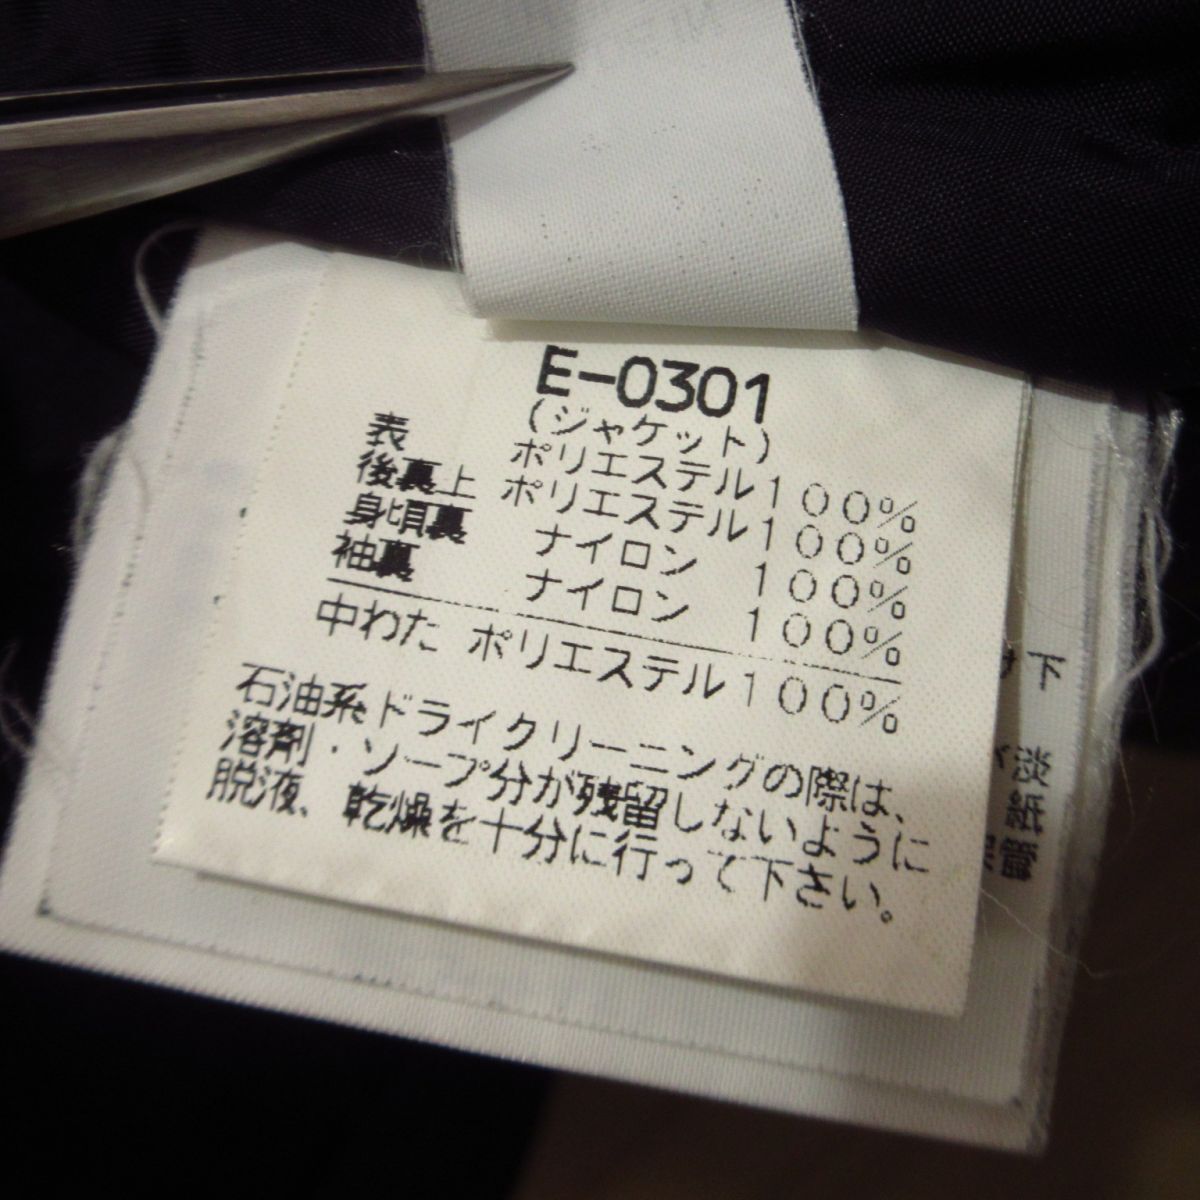 E-0301
(ジャケット)
表 ポリエステル100%
後裏上 ポリエステル100%
身頃裏 ナイロン 100%
袖裏 ナイロン 100%
中わた ポリエステル100%
石油系ドライクリーニングの際は、
溶剤・ソープ分が残留しないように
脱液、乾燥を十分に行って下さい。
下
淡
紙
管